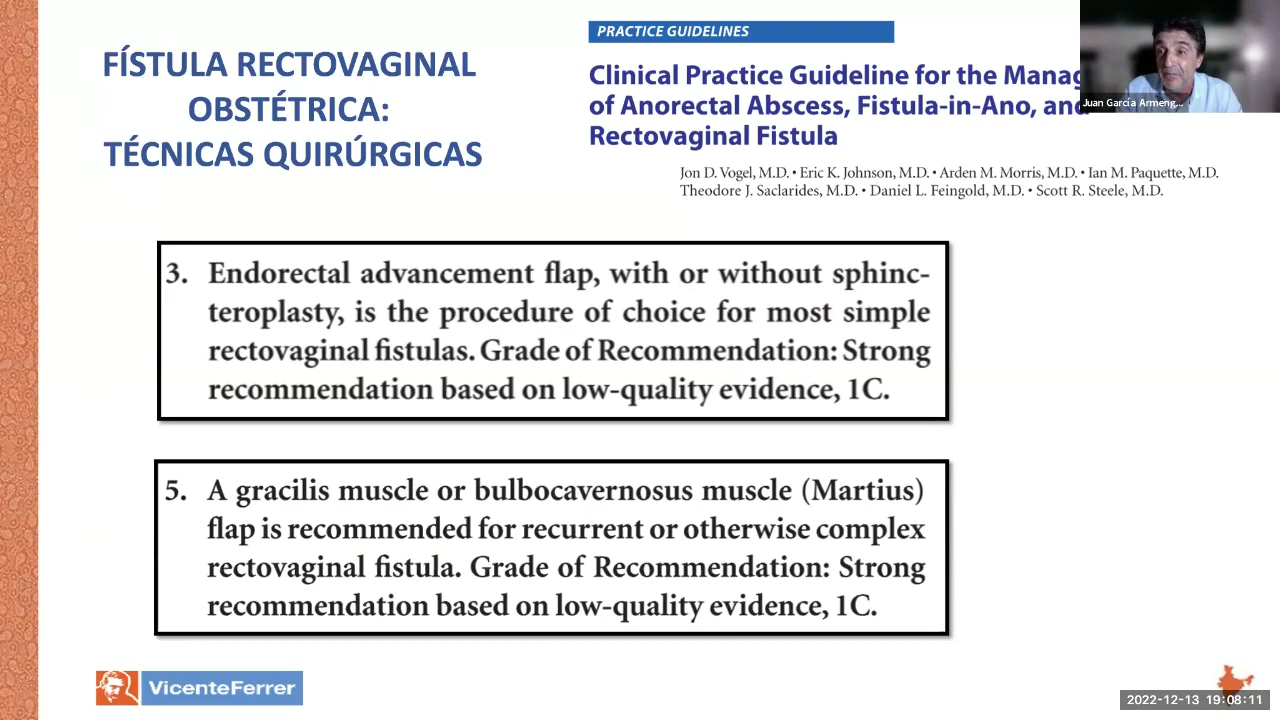 FÍSTULA RECTOVAGINAL
OBSTÉTRICA:
TÉCNICAS QUIRÚRGICAS
PRACTICE GUIDELINES
Clinical Practice Guideline for the Manag
of Anorectal Abscess, Fistula-in-Ano, and
Rectovaginal Fistula
Juan García Armeng...
Jon D. Vogel, M.D. • Eric K. Johnson, M.D. • Arden M. Morris, M.D. • Ian M. Paquette, M.D.
Theodore J. Saclarides, M.D. • Daniel L. Feingold, M.D. • Scott R. Steele, M.D.
3. Endorectal advancement flap, with or without sphinc-
teroplasty, is the procedure of choice for most simple
rectovaginal fistulas. Grade of Recommendation: Strong
recommendation based on low-quality evidence, 1C.
5. A gracilis muscle or bulbocavernosus muscle (Martius)
flap is recommended for recurrent or otherwise complex
rectovaginal fistula. Grade of Recommendation: Strong
recommendation based on low-quality evidence, 1C.
VicenteFerrer
2022-12-13 19:08:11